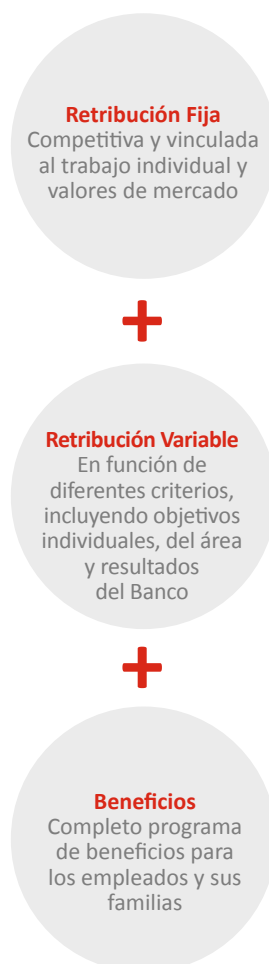 Retribución Fija
Competitiva y vinculada
al trabajo individual y
valores de mercado
+
Retribución Variable
En función de
diferentes criterios,
incluyendo objetivos
individuales, del área
y resultados
del Banco
+
Beneficios
Completo programa
de beneficios para
los empleados y sus
familias